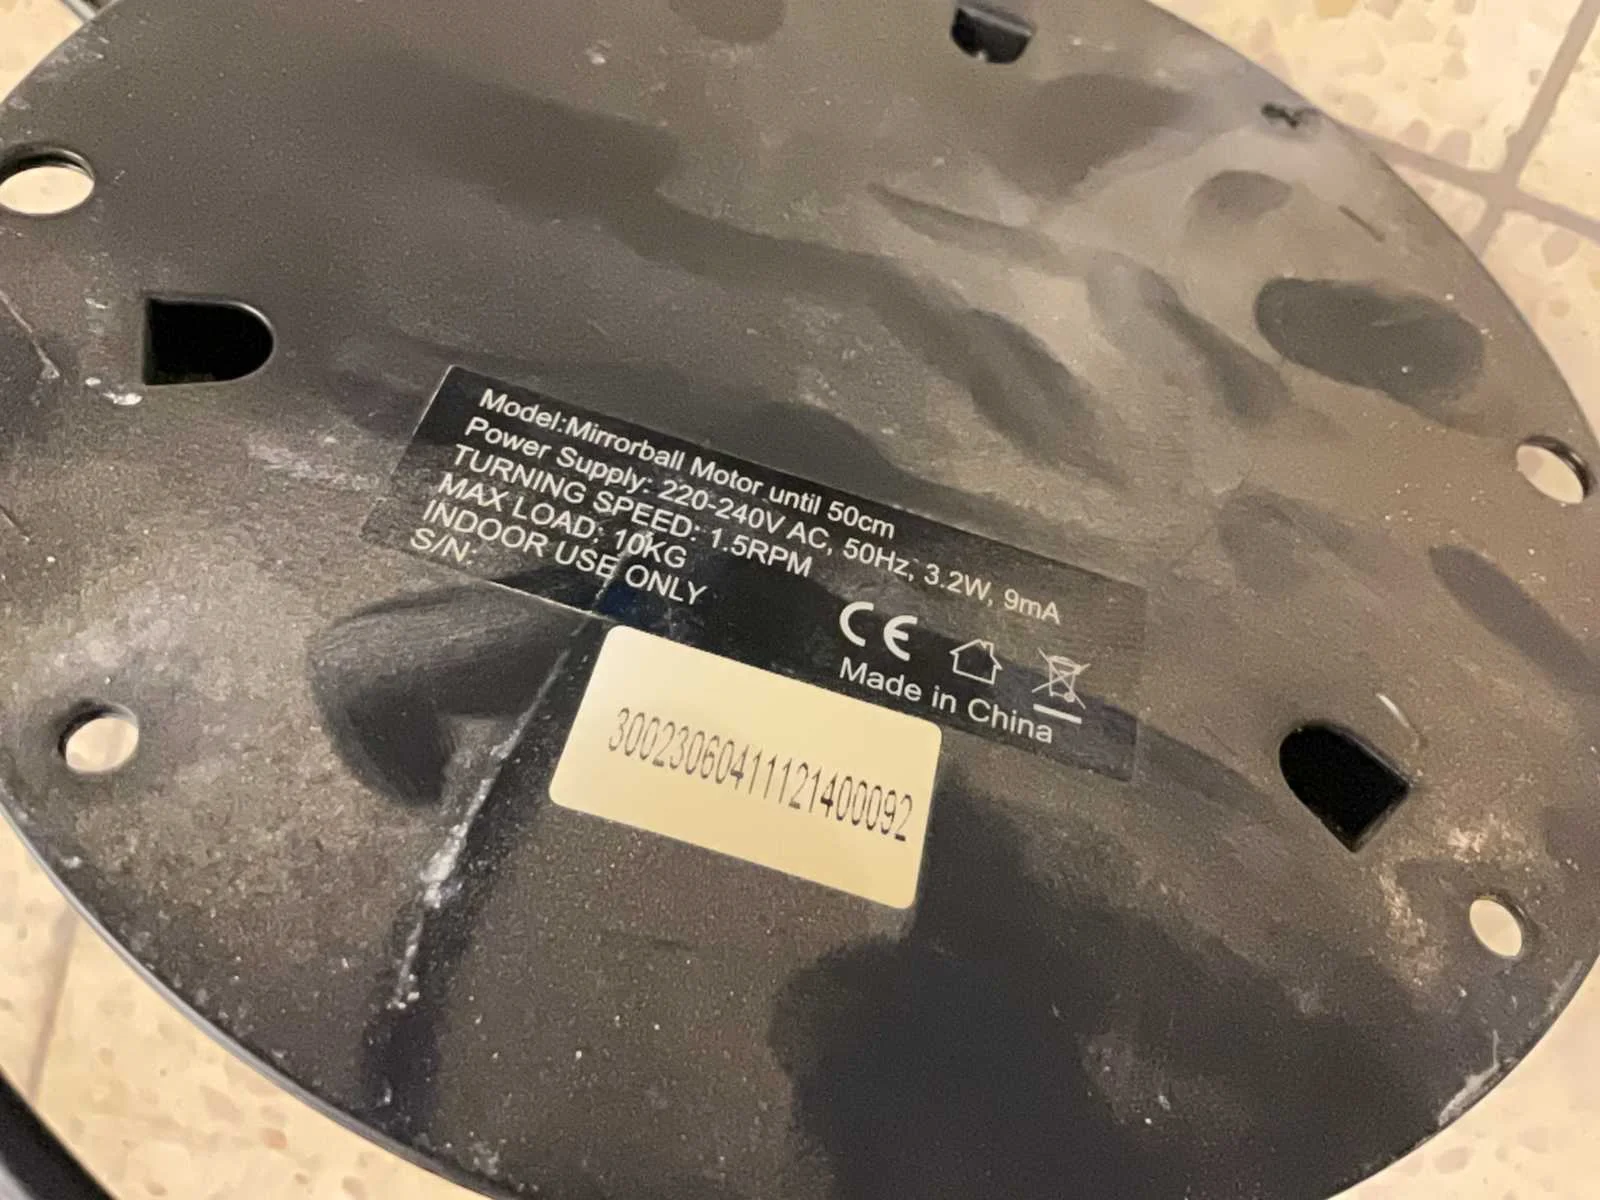 Model:Mirrorball Motor until 50cm
Power Supply: 220-240V AC, 50Hz, 3.2W, 9mA
TURNING SPEED: 1.5RPM
MAX LOAD: 10KG
INDOOR USE ONLY
S/N:
CE
Made in China
30023060411121400092